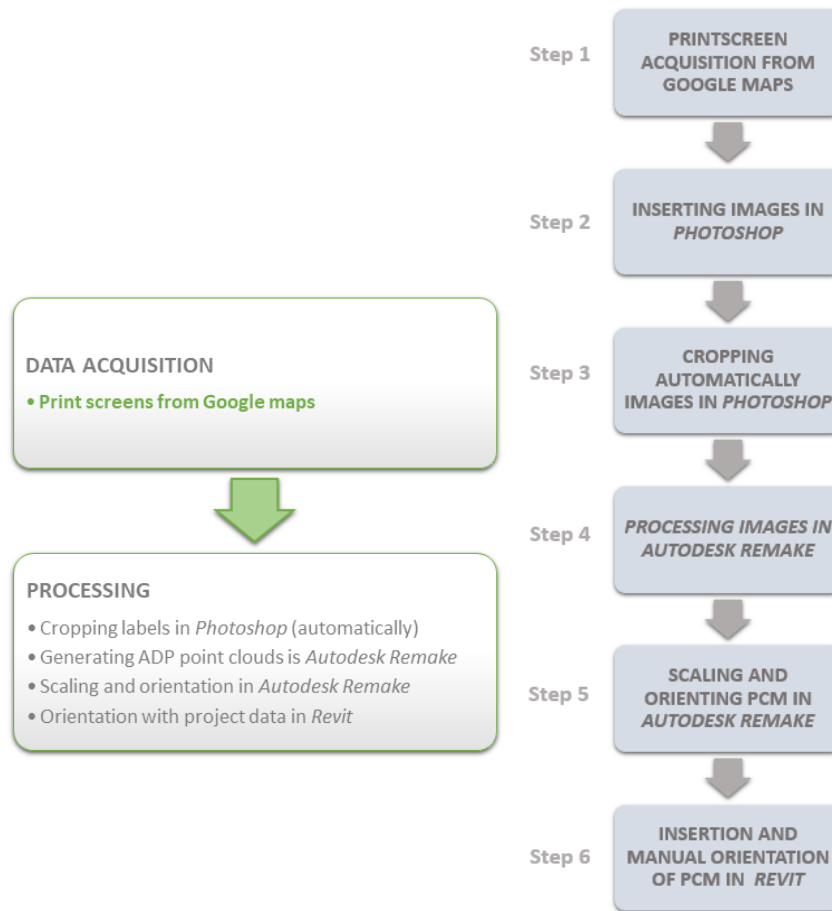 DATA ACQUISITION
• Print screens from Google maps
PROCESSING
• Cropping labels in Photoshop (automatically)
• Generating ADP point clouds is Autodesk Remake
• Scaling and orientation in Autodesk Remake
• Orientation with project data in Revit
Step 1
PRINTSCREEN
ACQUISITION FROM
GOOGLE MAPS
Step 2
INSERTING IMAGES IN
PHOTOSHOP
Step 3
CROPPING
AUTOMATICALLY
IMAGES IN PHOTOSHOP
Step 4
PROCESSING IMAGES IN
AUTODESK REMAKE
Step 5
SCALING AND
ORIENTING PCM IN
AUTODESK REMAKE
Step 6
INSERTION AND
MANUAL ORIENTATION
OF PCM IN REVIT